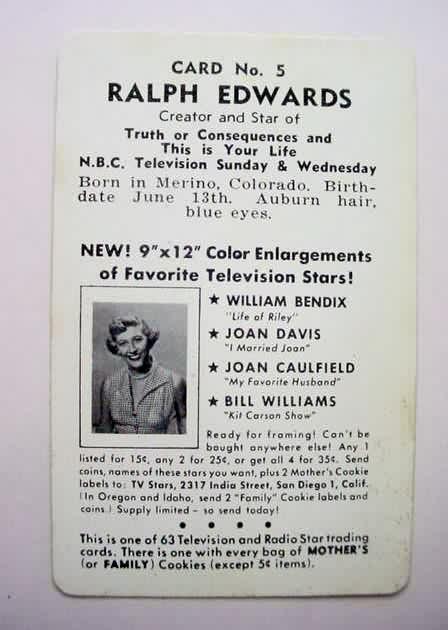 CARD No. 5
RALPH EDWARDS
Creator and Star of
Truth or Consequences and
This is Your Life
N.B.C. Television Sunday & Wednesday
Born in Merino, Colorado. Birth-
date June 13th. Auburn hair,
blue eyes.
NEW! 9"x12" Color Enlargements
of Favorite Television Stars!
★ WILLIAM BENDIX
"Life of Riley"
★ JOAN DAVIS
"I Married Joan"
★ JOAN CAULFIELD
"My Favorite Husband"
★ BILL WILLIAMS
"Kit Carson Show"
Ready for framing! Can't be
bought anywhere else! Any 1
listed for 15¢, any 2 for 25¢, or get all 4 for 35¢. Send
coins, names of these stars you want, plus 2 Mother's Cookie
labels to: TV Stars, 2317 India Street, San Diego 1, Calif.
(In Oregon and Idaho, send 2 "Family" Cookie labels and
coins.) Supply limited – so send today!
• • • •
This is one of 63 Television and Radio Star trading
cards. There is one with every bag of MOTHER'S
(or FAMILY) Cookies (except 5¢ items).